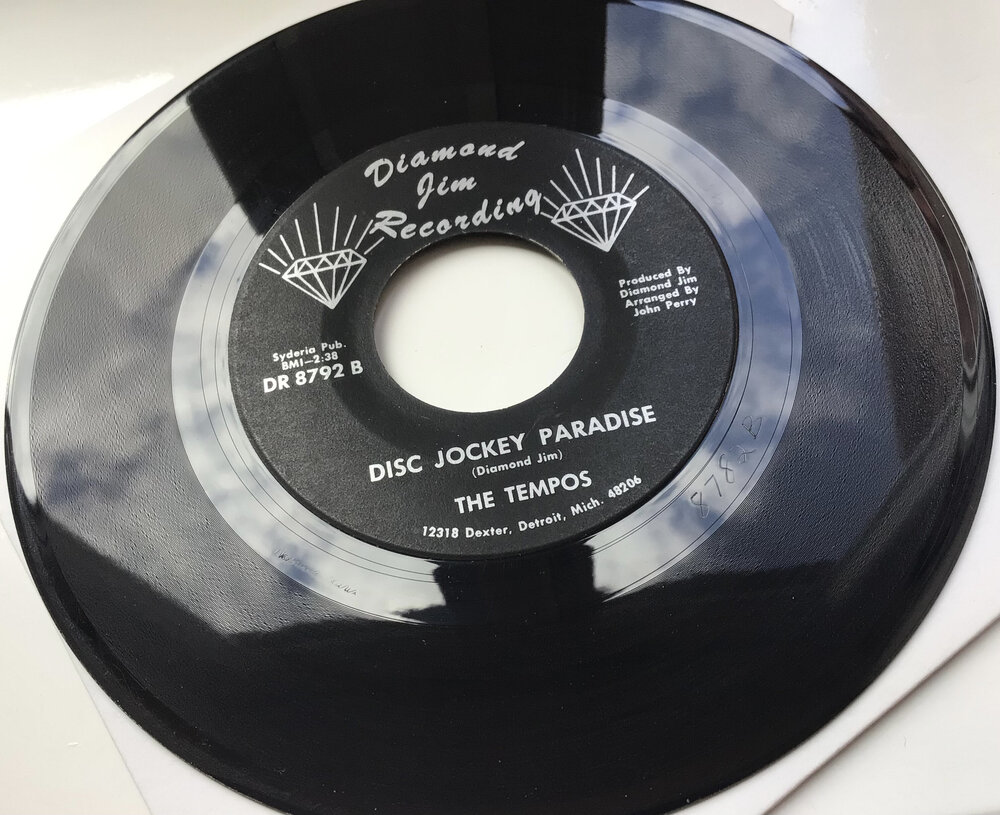 Diamond
Jim
Recording
Produced By
Diamond Jim
Arranged By
John Perry
Syderia Pub.
BMI—2:38
DR 8792 B
DISC JOCKEY PARADISE
(Diamond Jim)
THE TEMPOS
12318 Dexter, Detroit, Mich. 48206
8782 B